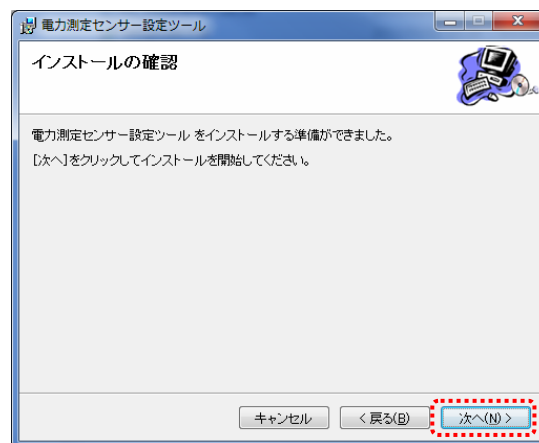 電力測定センサー設定ツール
インストールの確認
電力測定センサー設定ツール をインストールする準備ができました。
[次へ]をクリックしてインストールを開始してください。
キャンセル
< 戻る(B)
次へ(N) >